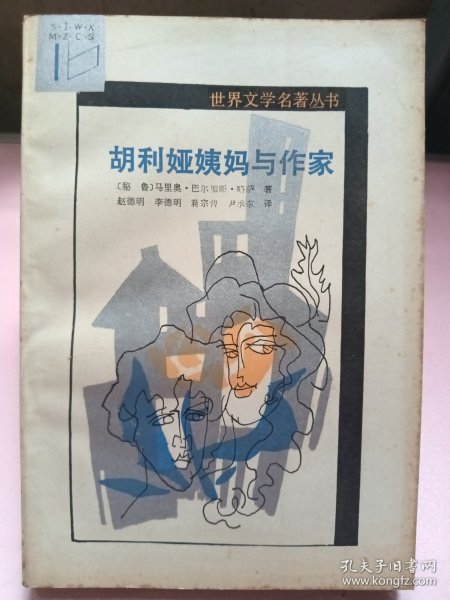 S·J·W·X
M·Z·C·S
世界文学名著丛书
胡利娅姨妈与作家
〔秘 鲁〕马里奥·巴尔加斯·略萨 著
赵德明 李德明 蒋宗曹 尹承东 译
孔夫子旧书网
www.kongfz.com